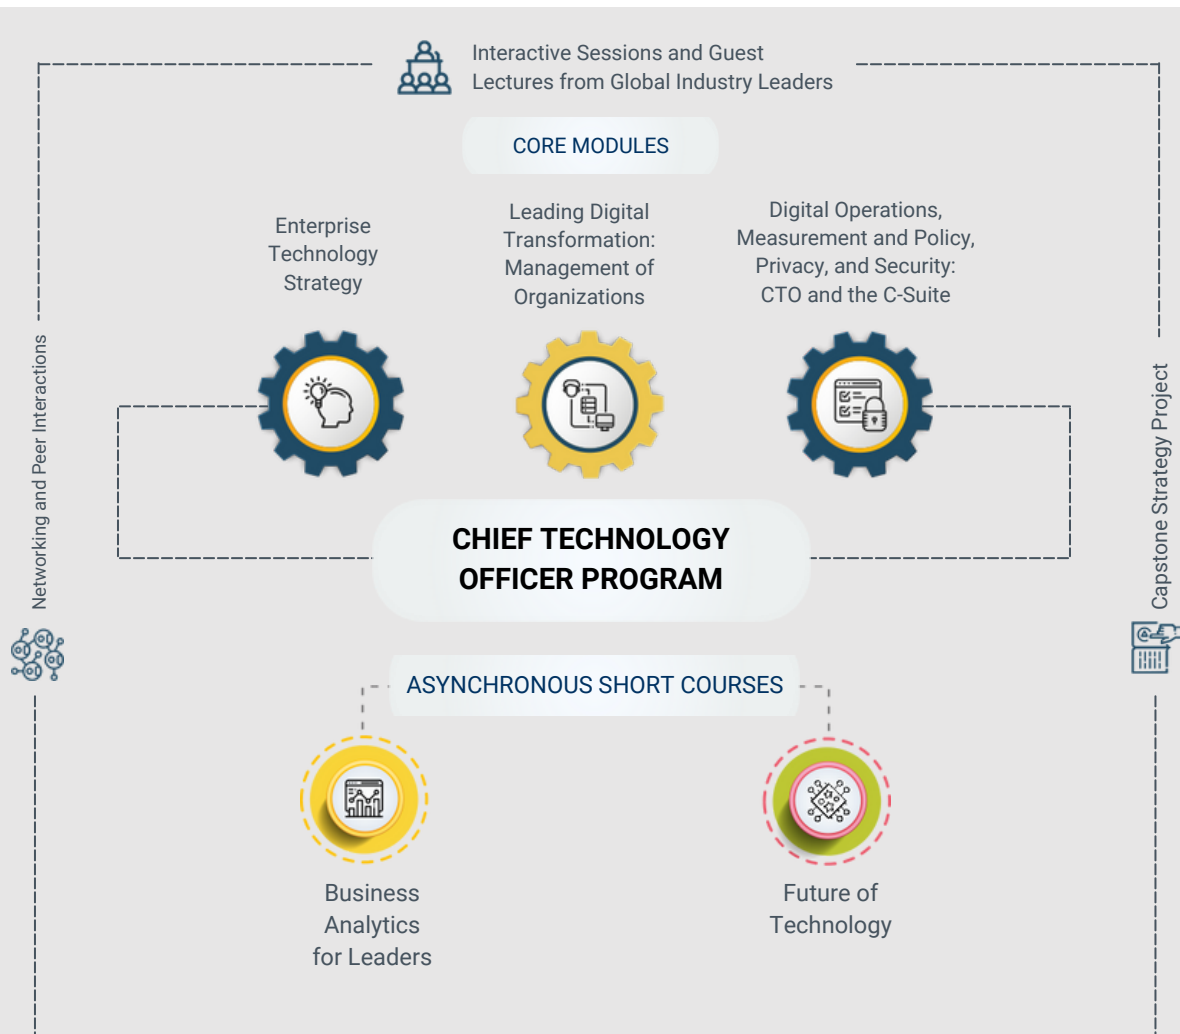 Interactive Sessions and Guest
Lectures from Global Industry Leaders
CORE MODULES
Enterprise
Technology
Strategy
Leading Digital
Transformation:
Management of
Organizations
Digital Operations,
Measurement and Policy,
Privacy, and Security:
CTO and the C-Suite
Networking and Peer Interactions
Capstone Strategy Project
CHIEF TECHNOLOGY
OFFICER PROGRAM
ASYNCHRONOUS SHORT COURSES
Business
Analytics
for Leaders
Future of
Technology